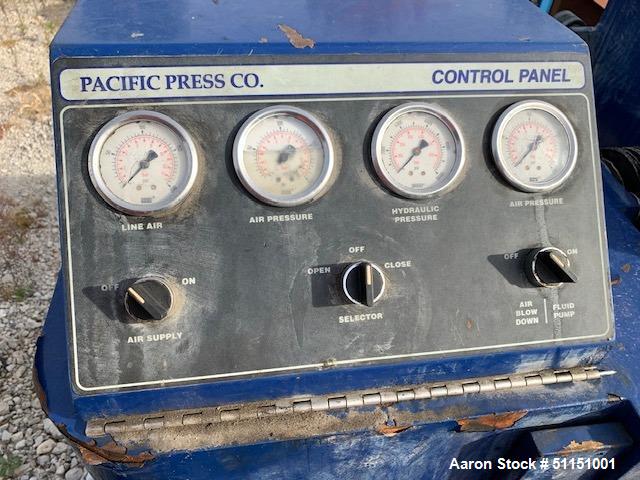 PACIFIC PRESS CO.
CONTROL PANEL
LINE AIR
AIR PRESSURE
HYDRAULIC
PRESSURE
AIR PRESSURE
OFF
ON
AIR SUPPLY
OPEN
OFF
CLOSE
SELECTOR
OFF
ON
AIR
BLOW
DOWN
FLUID
PUMP
Aaron Stock # 51151001